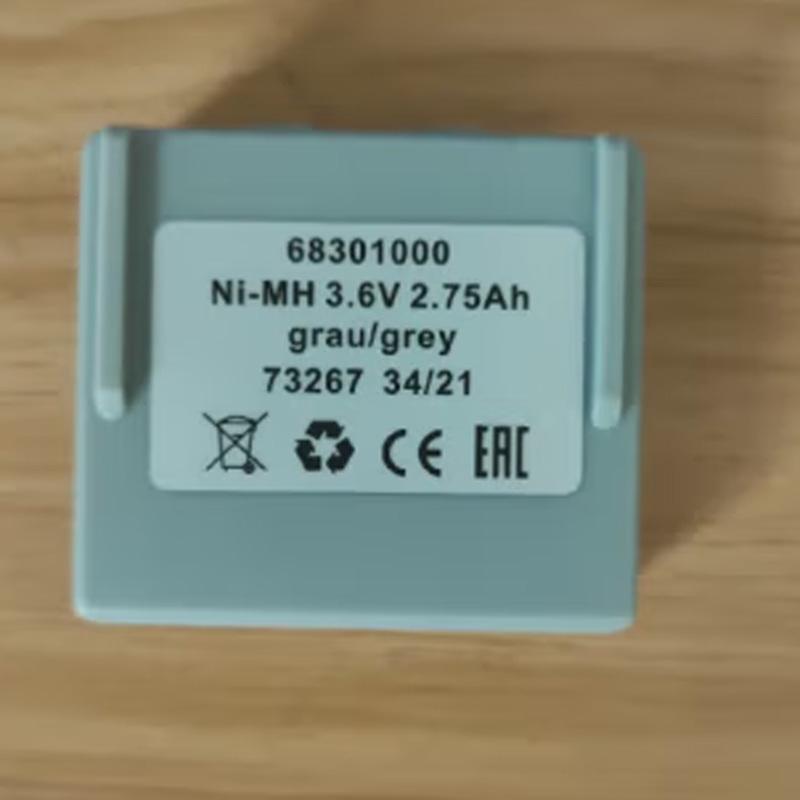 68301000
Ni-MH 3.6V 2.75Ah
grau/grey
73267 34/21
CE EAC